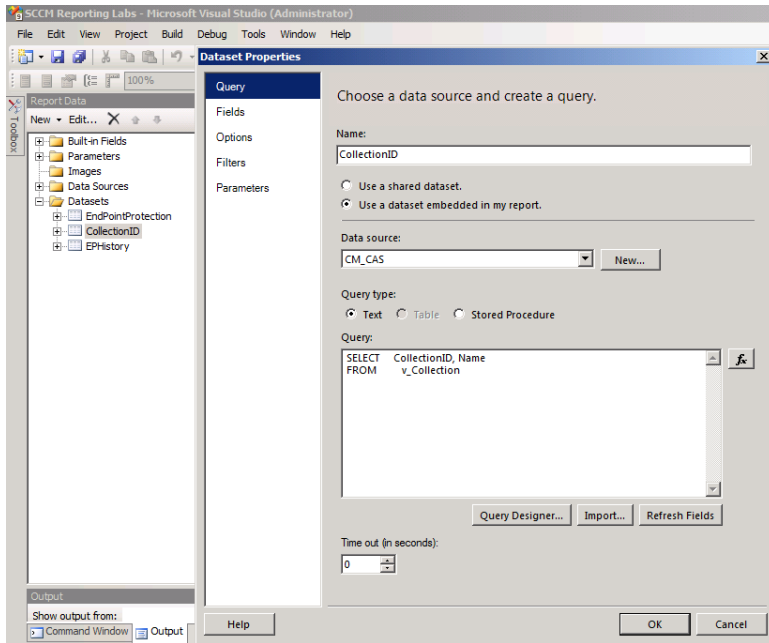 SCCM Reporting Labs - Microsoft Visual Studio (Administrator)
File Edit View Project Build Debug Tools Window Help
100%
Toolbox
Report Data
New Edit...
Built-in Fields
Parameters
Images
Data Sources
Datasets
EndPointProtection
CollectionID
EPHistory
Output
Show output from:
Command Window Output
Dataset Properties
Query
Fields
Options
Filters
Parameters
Choose a data source and create a query.
Name:
CollectionID
Use a shared dataset.
Use a dataset embedded in my report.
Data source:
CM_CAS
New...
Query type:
Text Table Stored Procedure
Query:
SELECT CollectionID, Name
FROM v_Collection
fx
Query Designer... Import... Refresh Fields
Time out (in seconds):
0
Help OK Cancel